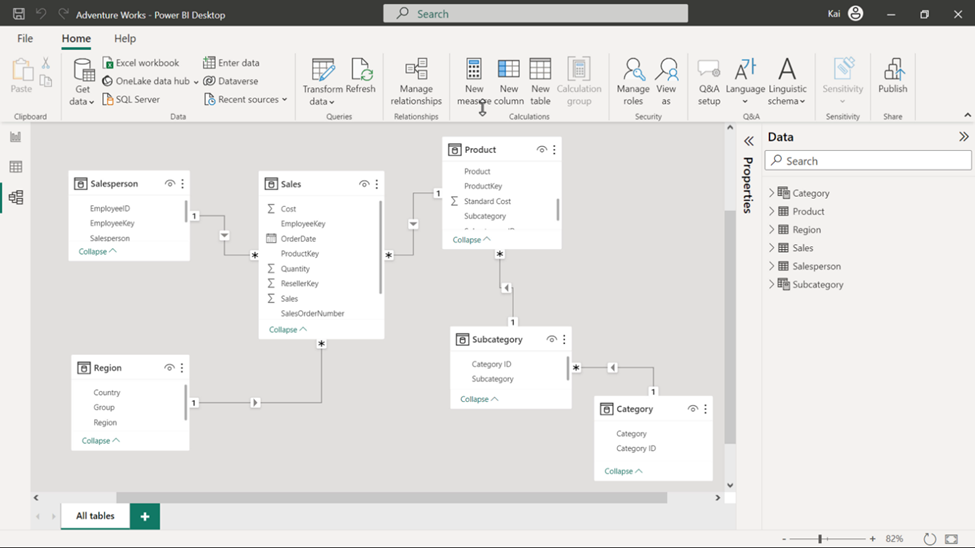 Adventure Works - Power BI Desktop
Search
Kai
File
Home
Help
Paste
Clipboard
Get data
Excel workbook
OneLake data hub
SQL Server
Enter data
Dataverse
Recent sources
Data
Transform data
Refresh
Queries
Manage relationships
Relationships
New measure
New column
New table
Calculation group
Calculations
Manage roles
View as
Security
Q&A setup
Language
Linguistic schema
Q&A
Sensitivity
Sensitivity
Publish
Share
Salesperson
EmployeeID
EmployeeKey
Salesperson
Collapse
1
*
Sales
Cost
EmployeeKey
OrderDate
ProductKey
Quantity
ResellerKey
Sales
SalesOrderNumber
Collapse
*
1
*
Product
Product
ProductKey
Standard Cost
Subcategory
Collapse
*
1
Subcategory
Category ID
Subcategory
Collapse
*
1
Category
Category
Category ID
Collapse
Region
Country
Group
Region
Collapse
1
Properties
Data
Search
Category
Product
Region
Sales
Salesperson
Subcategory
All tables
+
-
+
82%